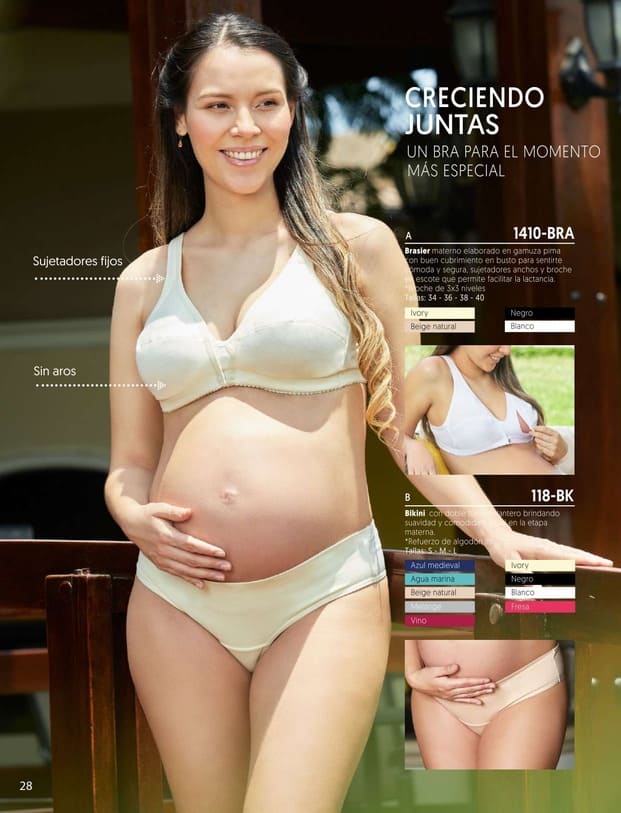 CRECIENDO
JUNTAS
UN BRA PARA EL MOMENTO
MÁS ESPECIAL
A
1410-BRA
Brasier materno elaborado en gamuza pima
con buen cubrimiento en busto para sentirte
cómoda y segura, sujetadores anchos y broche
en escote que permite facilitar la lactancia.
*Broche de 3x3 niveles
Tallas: 34 - 36 - 38 - 40
Ivory
Negro
Beige natural
Blanco
Sujetadores fijos
Sin aros
B
118-BK
Bikini con doble
brindando
suavidad y
en la etapa
materna.
*Refuerzo de algodón
Tallas: S - M - L
Azul medieval
Ivory
Agua marina
Negro
Beige natural
Blanco
Melange
Fresa
Vino
28